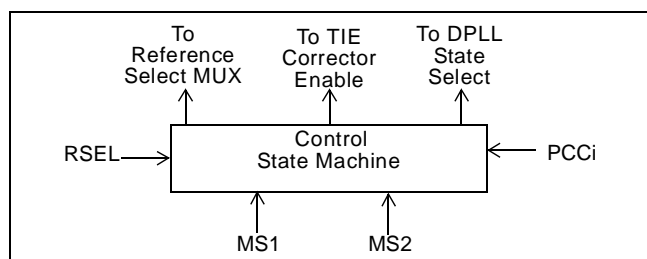 To
Reference
Select MUX
To TIE
Corrector
Enable
To DPLL
State
Select
RSEL
Control
State Machine
PCCi
MS1
MS2